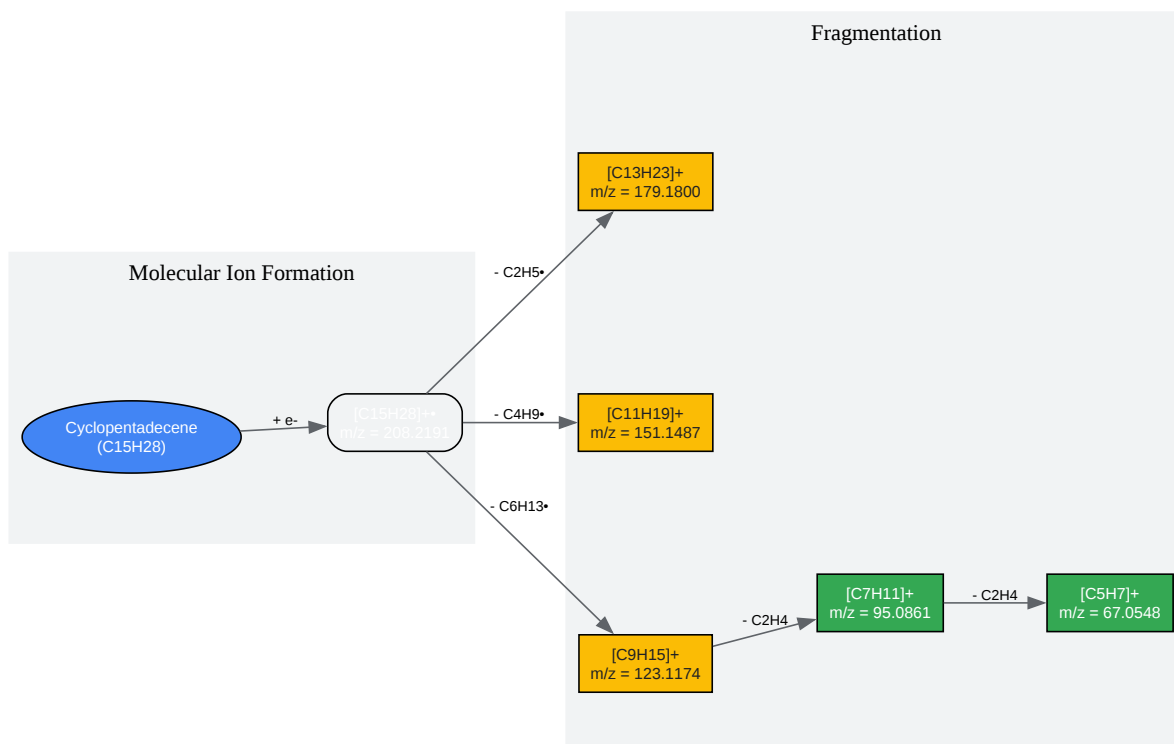 Fragmentation
[C13H23]+
m/z = 179.1800
- C2H5•
Molecular Ion Formation
Cyclopentadecene
(C15H28)
+ e-
[C15H28]+•
m/z = 208.2191
- C4H9•
[C11H19]+
m/z = 151.1487
- C6H13•
[C9H15]+
m/z = 123.1174
- C2H4
[C7H11]+
m/z = 95.0861
- C2H4
[C5H7]+
m/z = 67.0548